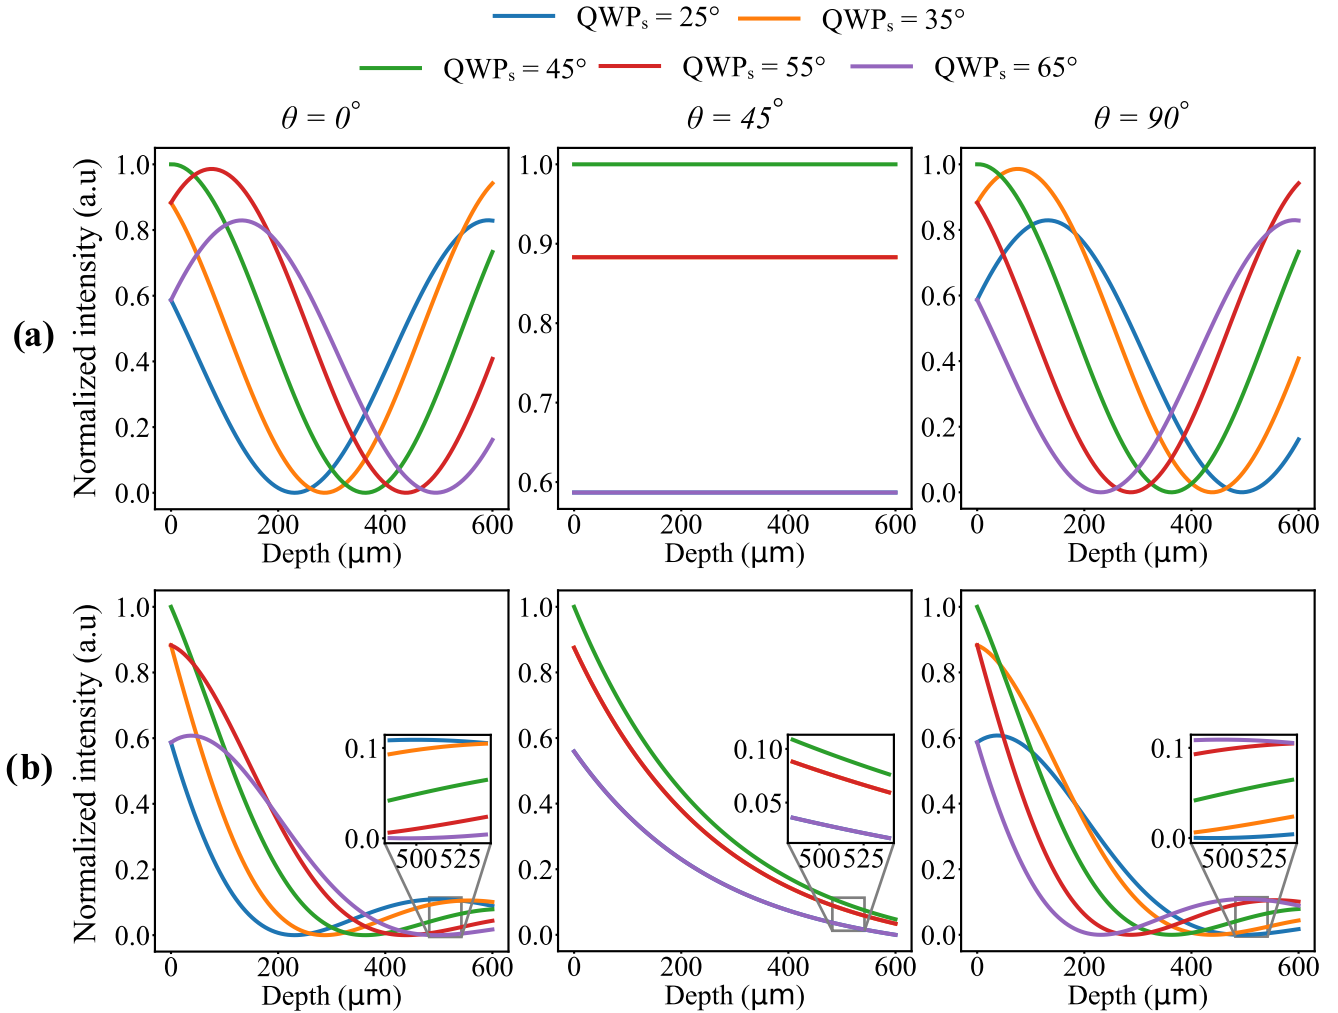 QWPₛ = 25° QWPₛ = 35°
QWPₛ = 45° QWPₛ = 55° QWPₛ = 65°
θ = 0° θ = 45° θ = 90°
(a)
Normalized intensity (a.u)
1.0
0.8
0.6
0.4
0.2
0.0
0 200 400 600
Depth (μm)
1.0
0.9
0.8
0.7
0.6
0 200 400 600
Depth (μm)
1.0
0.8
0.6
0.4
0.2
0.0
0 200 400 600
Depth (μm)
(b)
Normalized intensity (a.u)
1.0
0.8
0.6
0.4
0.2
0.0
0.1
0.0
500 525
0 200 400 600
Depth (μm)
1.0
0.8
0.6
0.4
0.2
0.0
0.10
0.05
500 525
0 200 400 600
Depth (μm)
1.0
0.8
0.6
0.4
0.2
0.0
0.1
0.0
500 525
0 200 400 600
Depth (μm)